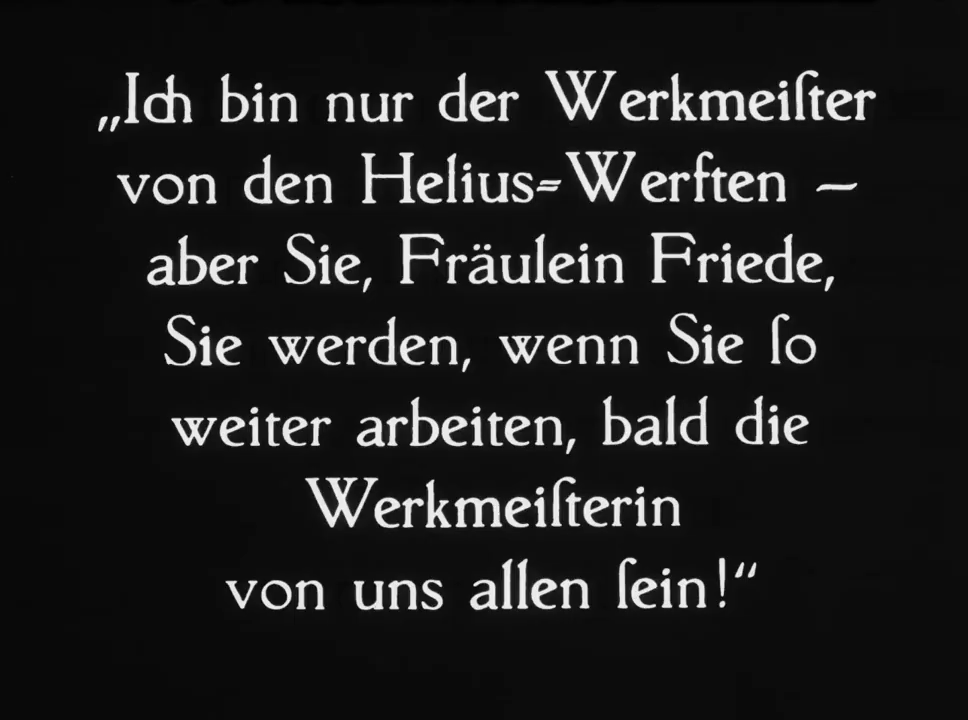 „Ich bin nur der Werkmeiſter
von den Helius⸗Werften —
aber Sie, Fräulein Friede,
Sie werden, wenn Sie ſo
weiter arbeiten, bald die
Werkmeiſterin
von uns allen ſein!“